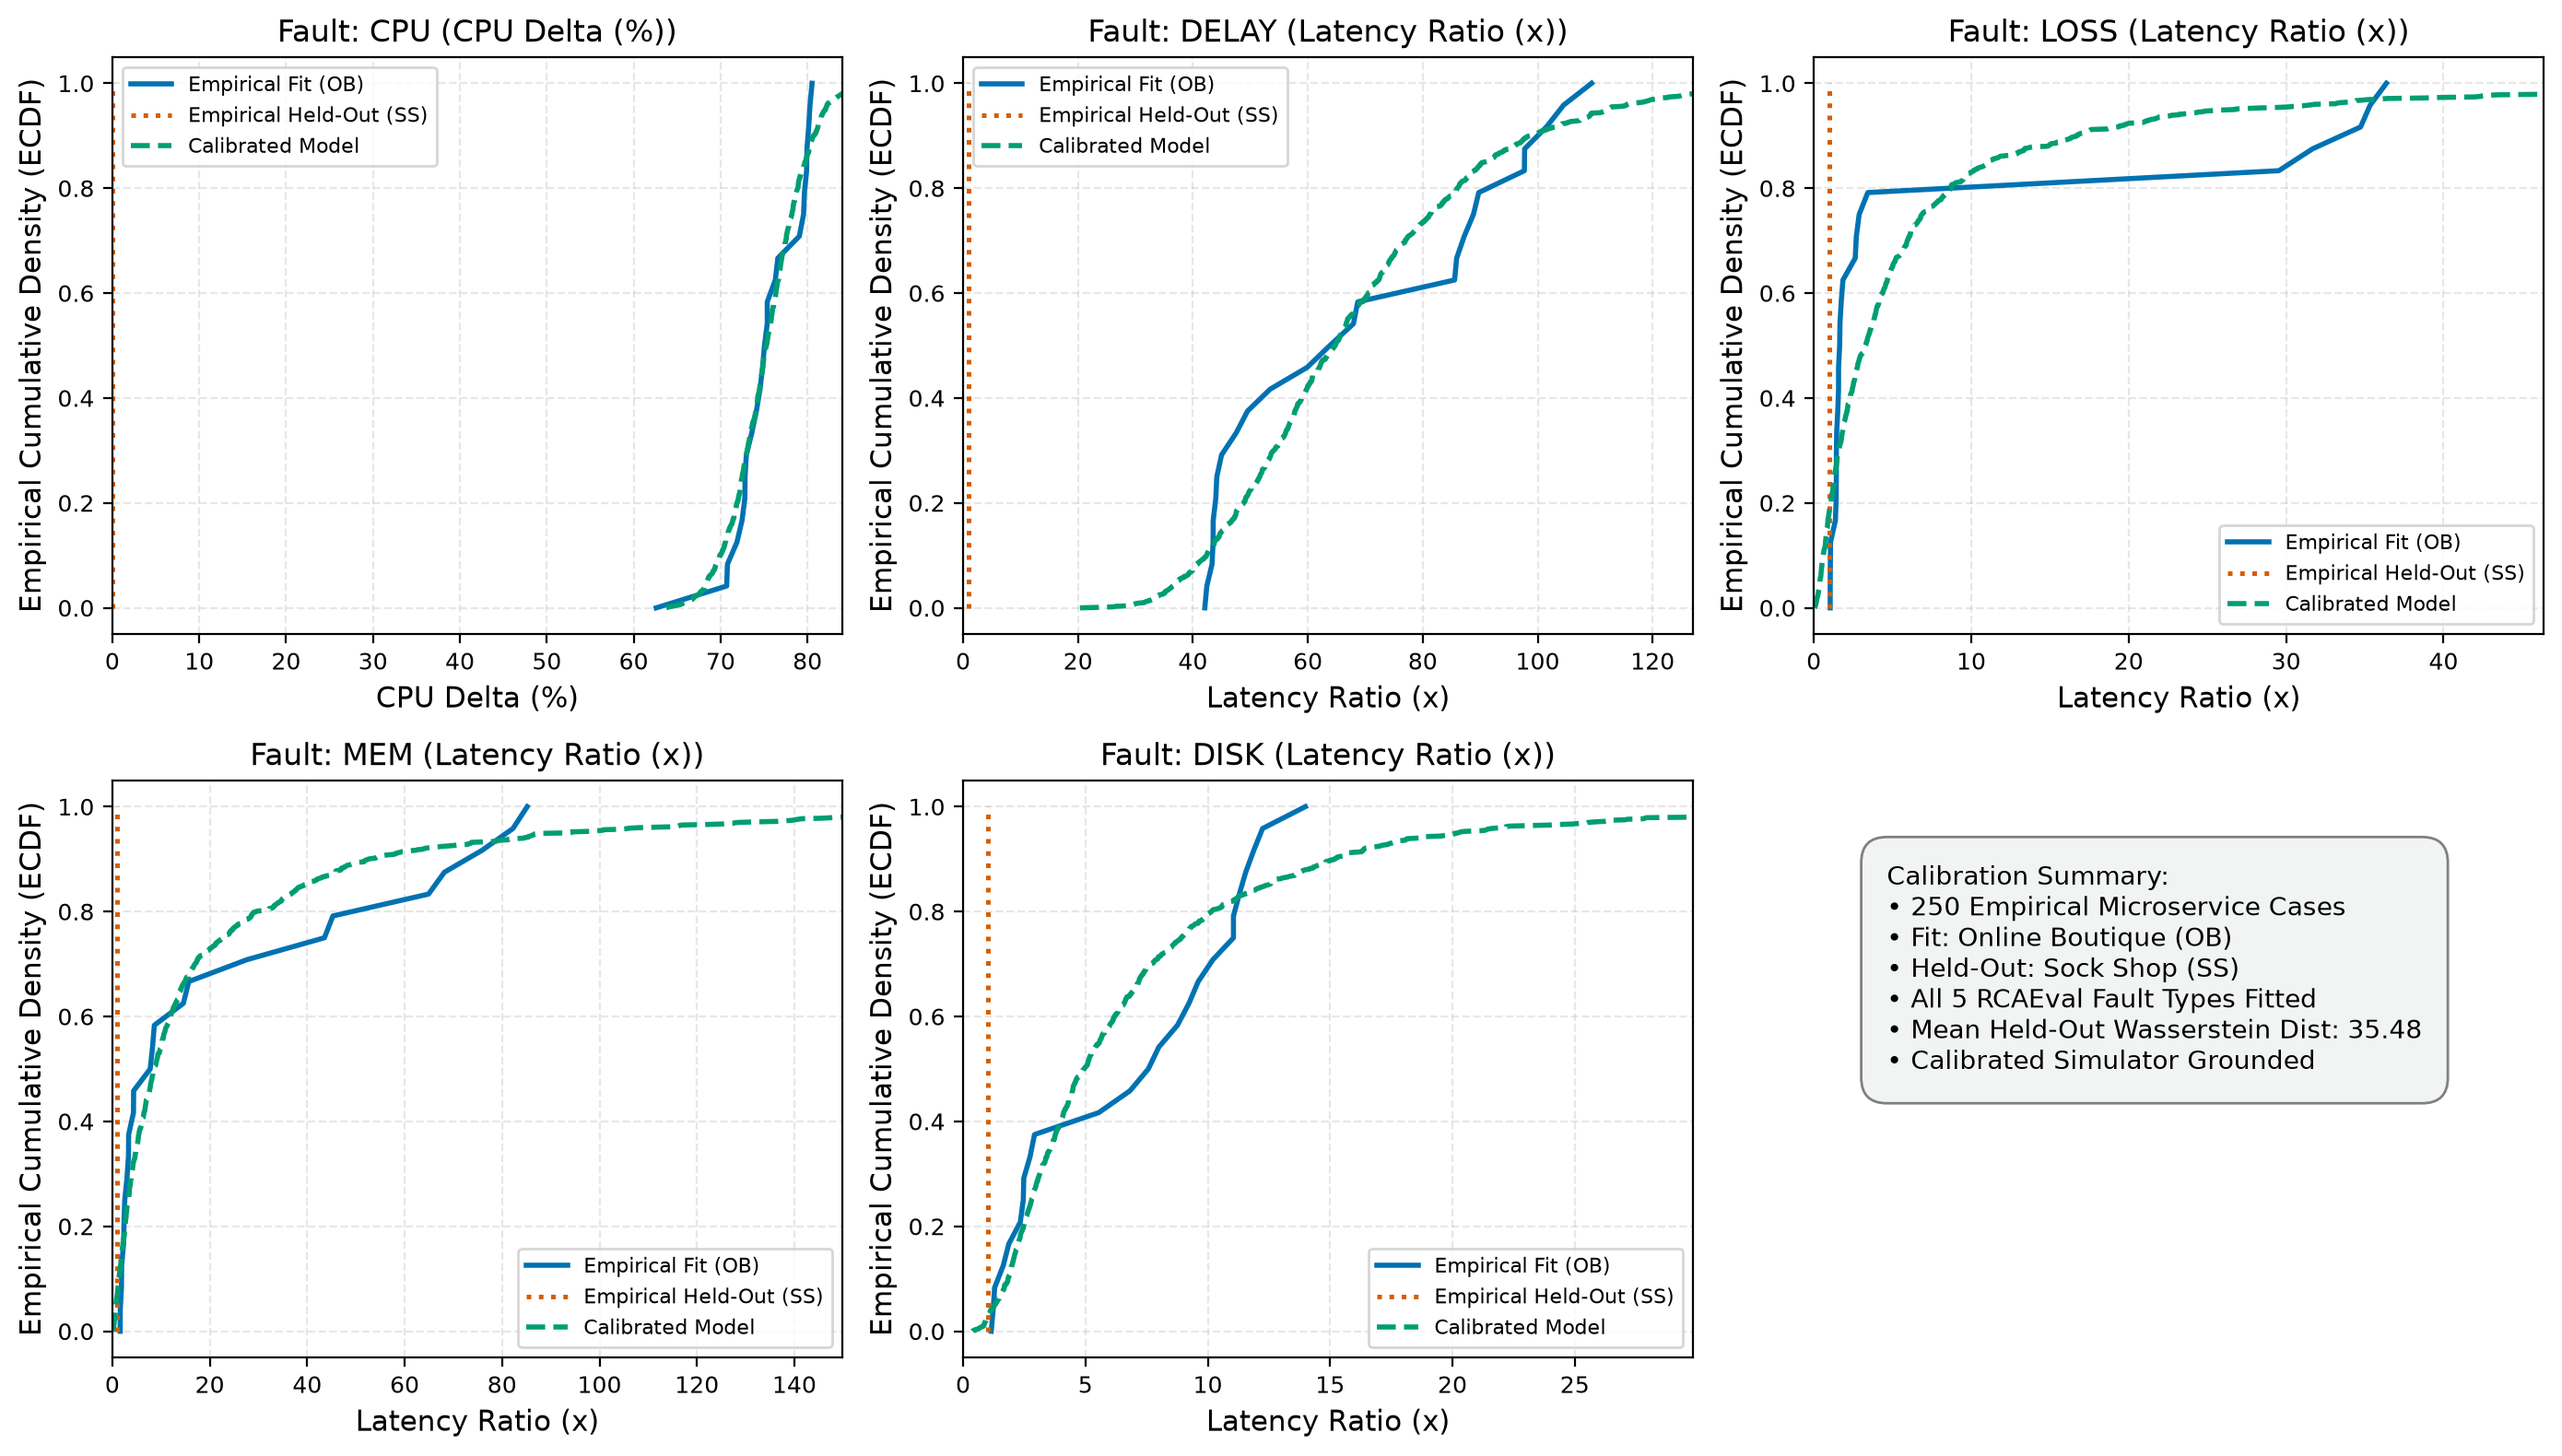 Fault: CPU (CPU Delta (%))
Empirical Cumulative Density (ECDF)
1.0
0.8
0.6
0.4
0.2
0.0
Empirical Fit (OB)
Empirical Held-Out (SS)
Calibrated Model
0 10 20 30 40 50 60 70 80
CPU Delta (%)
Fault: DELAY (Latency Ratio (x))
Empirical Cumulative Density (ECDF)
1.0
0.8
0.6
0.4
0.2
0.0
Empirical Fit (OB)
Empirical Held-Out (SS)
Calibrated Model
0 20 40 60 80 100 120
Latency Ratio (x)
Fault: LOSS (Latency Ratio (x))
Empirical Cumulative Density (ECDF)
1.0
0.8
0.6
0.4
0.2
0.0
Empirical Fit (OB)
Empirical Held-Out (SS)
Calibrated Model
0 10 20 30 40
Latency Ratio (x)
Fault: MEM (Latency Ratio (x))
Empirical Cumulative Density (ECDF)
1.0
0.8
0.6
0.4
0.2
0.0
Empirical Fit (OB)
Empirical Held-Out (SS)
Calibrated Model
0 20 40 60 80 100 120 140
Latency Ratio (x)
Fault: DISK (Latency Ratio (x))
Empirical Cumulative Density (ECDF)
1.0
0.8
0.6
0.4
0.2
0.0
Empirical Fit (OB)
Empirical Held-Out (SS)
Calibrated Model
0 5 10 15 20 25
Latency Ratio (x)
Calibration Summary:
• 250 Empirical Microservice Cases
• Fit: Online Boutique (OB)
• Held-Out: Sock Shop (SS)
• All 5 RCAEval Fault Types Fitted
• Mean Held-Out Wasserstein Dist: 35.48
• Calibrated Simulator Grounded